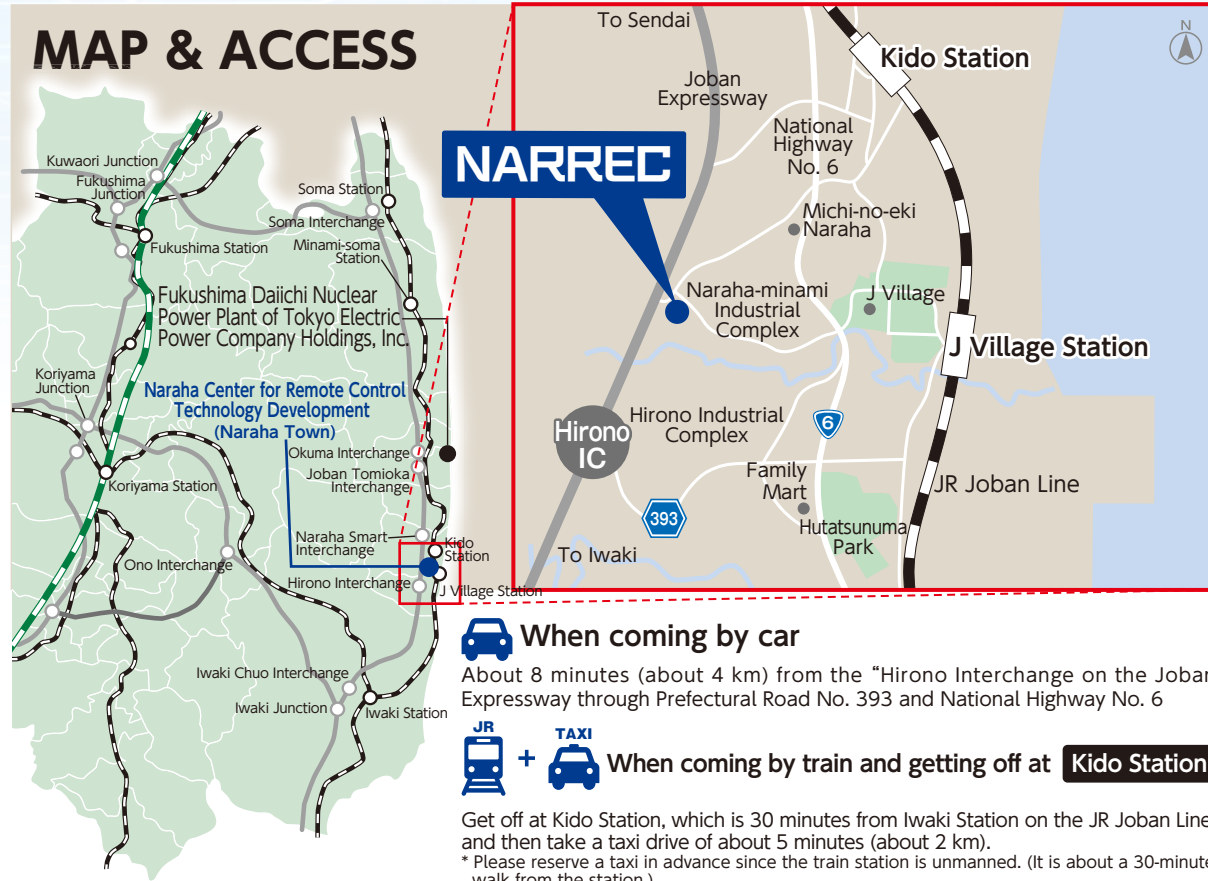 MAP & ACCESS
Kuwaori Junction
Fukushima
Junction
Fukushima Station
Soma Station
Soma Interchange
Minami-soma
Station
Fukushima Daiichi Nuclear
Power Plant of Tokyo Electric
Power Company Holdings, Inc.
Koriyama
Junction
Naraha Center for Remote Control
Technology Development
(Naraha Town)
Okuma Interchange
Joban Tomioka
Interchange
Koriyama Station
Naraha Smart
Interchange
Kido
Station
Ono Interchange
Hirono Interchange
J Village Station
Iwaki Chuo Interchange
Iwaki Junction
Iwaki Station
To Sendai
N
Kido Station
Joban
Expressway
National
Highway
No. 6
NARREC
Michi-no-eki
Naraha
Naraha-minami
Industrial
Complex
J Village
J Village Station
Hirono
IC
Hirono Industrial
Complex
6
Family
Mart
JR Joban Line
393
Hutatsunuma
Park
To Iwaki
When coming by car
About 8 minutes (about 4 km) from the “Hirono Interchange on the Joban
Expressway through Prefectural Road No. 393 and National Highway No. 6
JR + TAXI
When coming by train and getting off at Kido Station
Get off at Kido Station, which is 30 minutes from Iwaki Station on the JR Joban Line
and then take a taxi drive of about 5 minutes (about 2 km).
* Please reserve a taxi in advance since the train station is unmanned. (It is about a 30-minute
walk from the station.)